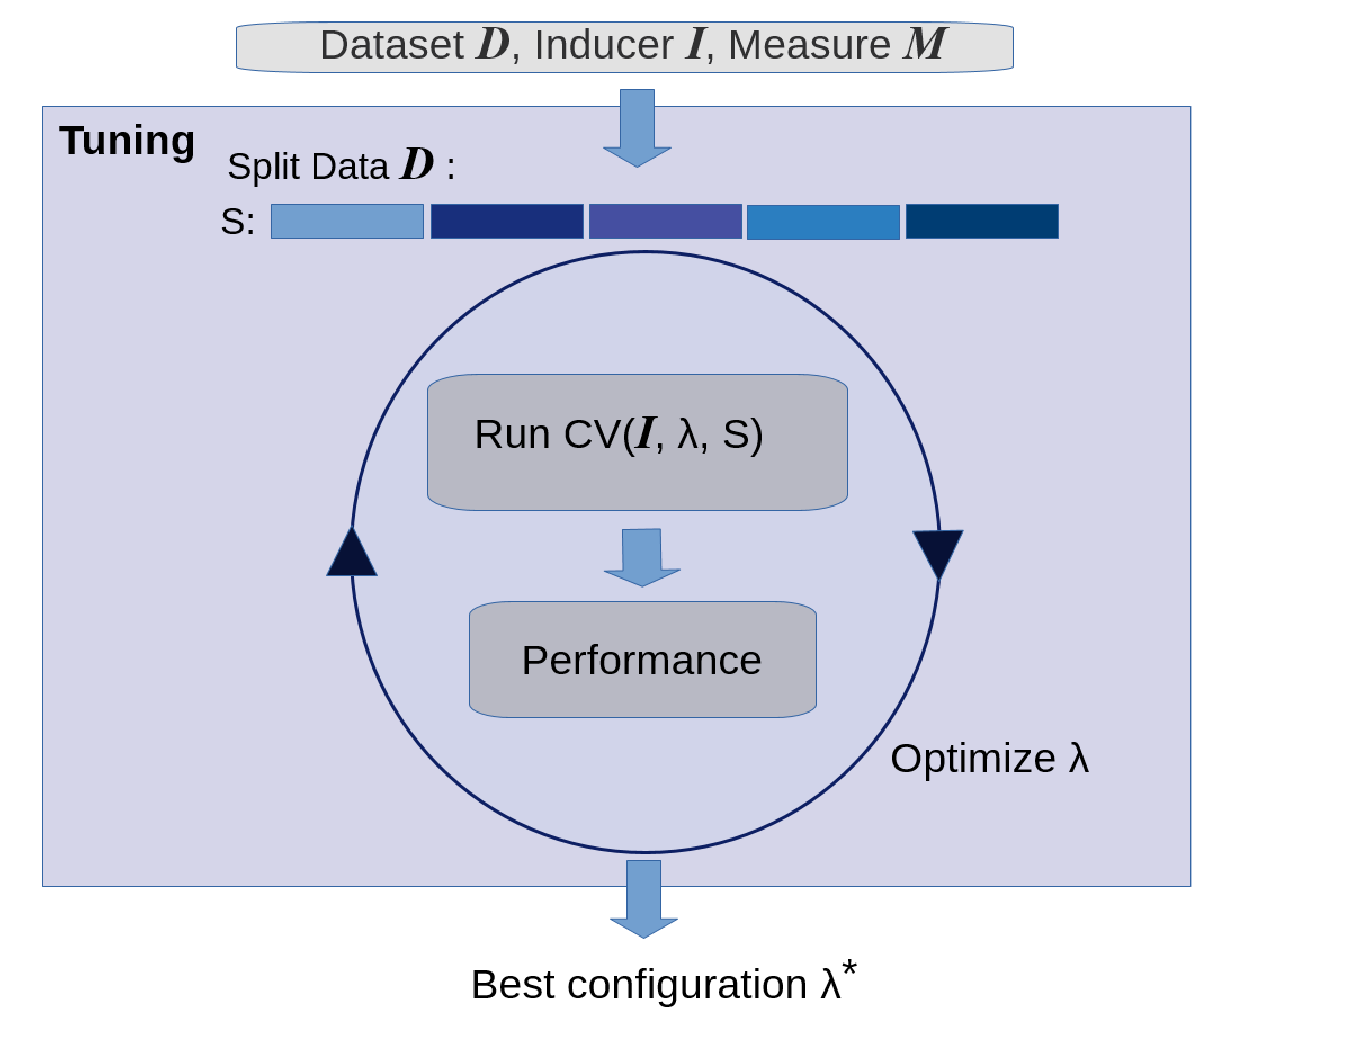 Dataset D, Inducer I, Measure M
Tuning
Split Data D :
S:
Run CV(I, λ, S)
Performance
Optimize λ
Best configuration λ*